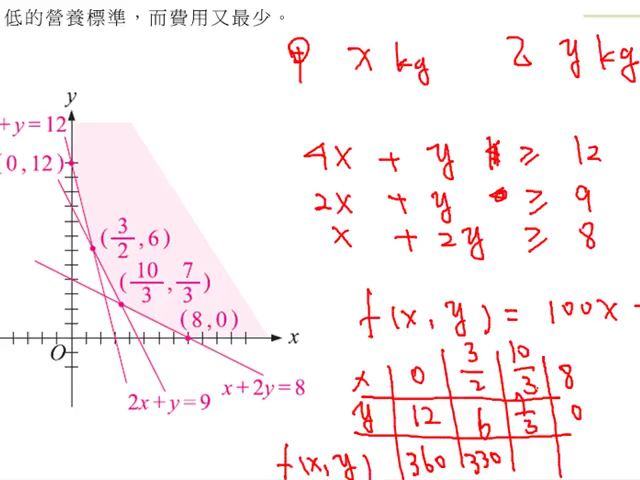 低的營養標準，而費用又最少。
甲 x kg 乙 y kg
y
+y=12
(0,12)
(3/2,6)
(10/3,7/3)
(8,0)
x
O
2x+y=9
x+2y=8
4x + y ≥ 12
2x + y ≥ 9
x + 2y ≥ 8
f(x,y) = 100x
x 0 3/2 10/3 8
y 12 6 7/3 0
f(x,y) 360 330